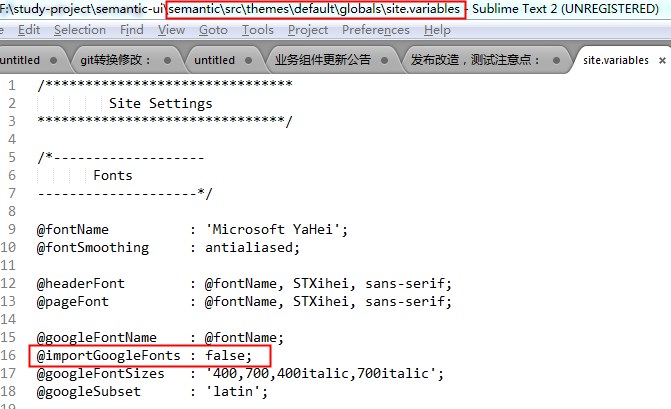 F:\study-project\semantic-ui\semantic\src\themes\default\globals\site.variables - Sublime Text 2 (UNREGISTERED)
File Edit Selection Find View Goto Tools Project Preferences Help
untitled git转换修改： untitled 业务组件更新公告 发布改造，测试注意点： site.variables
1 /*******************************
2 Site Settings
3 *******************************/
4
5 /*-------------------
6 Fonts
7 --------------------*/
8
9 @fontName : 'Microsoft YaHei';
10 @fontSmoothing : antialiased;
11
12 @headerFont : @fontName, STXihei, sans-serif;
13 @pageFont : @fontName, STXihei, sans-serif;
14
15 @googleFontName : @fontName;
16 @importGoogleFonts : false;
17 @googleFontSizes : '400,700,400italic,700italic';
18 @googleSubset : 'latin';
19